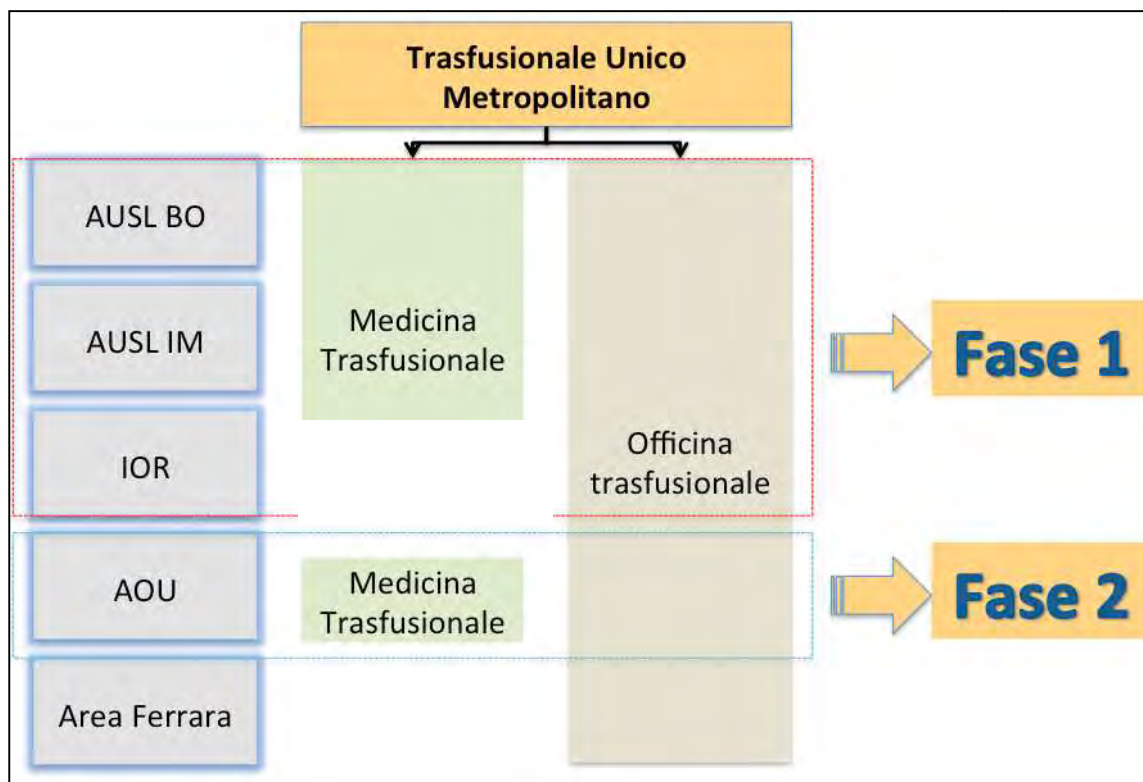 Trasfusionale Unico
Metropolitano
AUSL BO
AUSL IM
IOR
AOU
Area Ferrara
Medicina
Trasfusionale
Medicina
Trasfusionale
Officina
trasfusionale
Fase 1
Fase 2